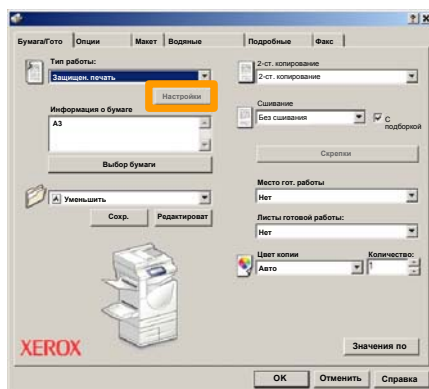 Бумага/Гото Опции Макет Водяные Подробные Факс
Тип работы:
Защищен. печать
Настройки
Информация о бумаге
A3
Выбор бумаги
Уменьшить
Сохр. Редактироват
2-ст. копирование
2-ст. копирование
Сшивание
Без сшивания
С подборкой
Скрепки
Место гот. работы
Нет
Листы готовой работы:
Нет
Цвет копии Количество:
Авто 1
XEROX
Значения по
OK Отменить Справка